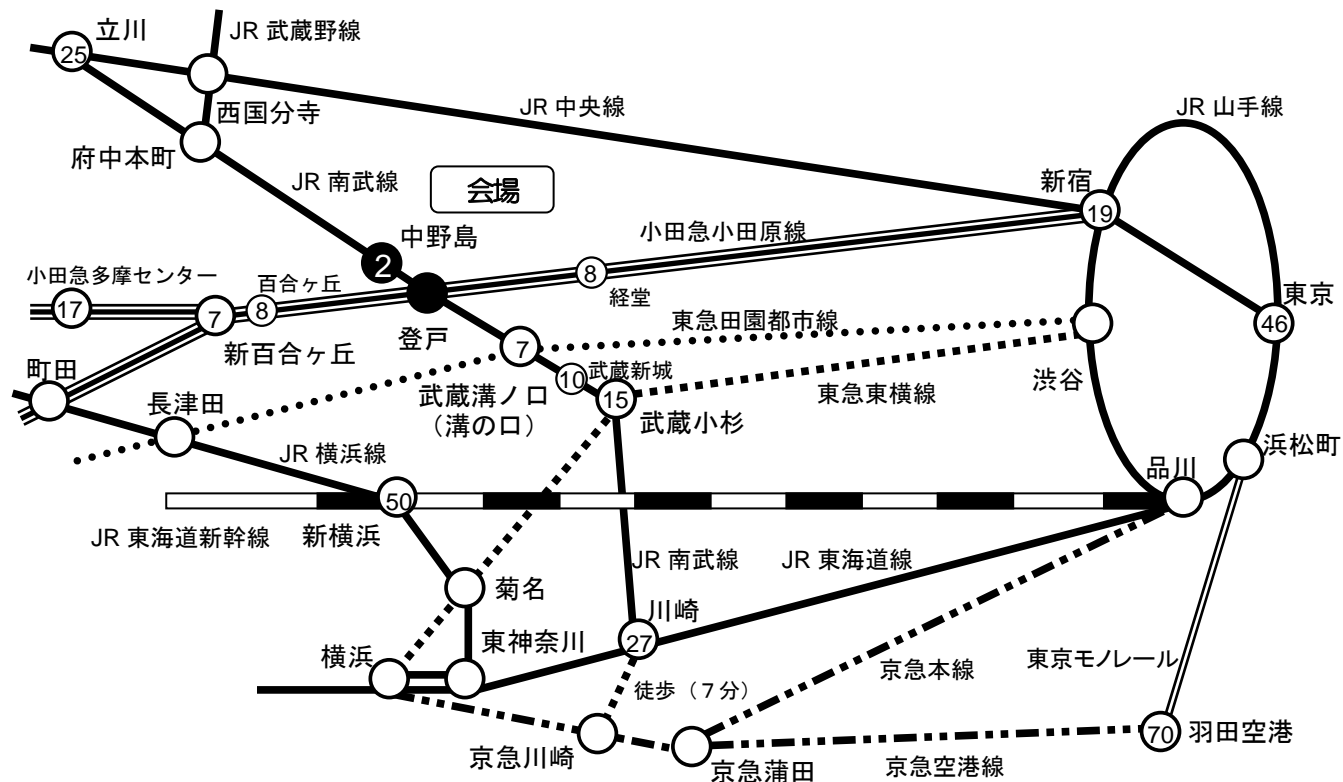 立川
JR 武蔵野線
25
西国分寺
JR 中央線
JR 山手線
府中本町
JR 南武線
会場
新宿
19
中野島
2
小田急小田原線
小田急多摩センター
百合ヶ丘
8
経堂
17
7
8
東京
46
新百合ヶ丘
登戸
東急田園都市線
7
町田
武蔵新城
10
渋谷
長津田
武蔵溝ノ口
(溝の口)
15
武蔵小杉
東急東横線
浜松町
JR 横浜線
品川
50
JR 東海道新幹線
新横浜
JR 南武線
JR 東海道線
菊名
川崎
27
横浜
東神奈川
京急本線
東京モノレール
徒歩（7分）
京急川崎
京急蒲田
京急空港線
70
羽田空港